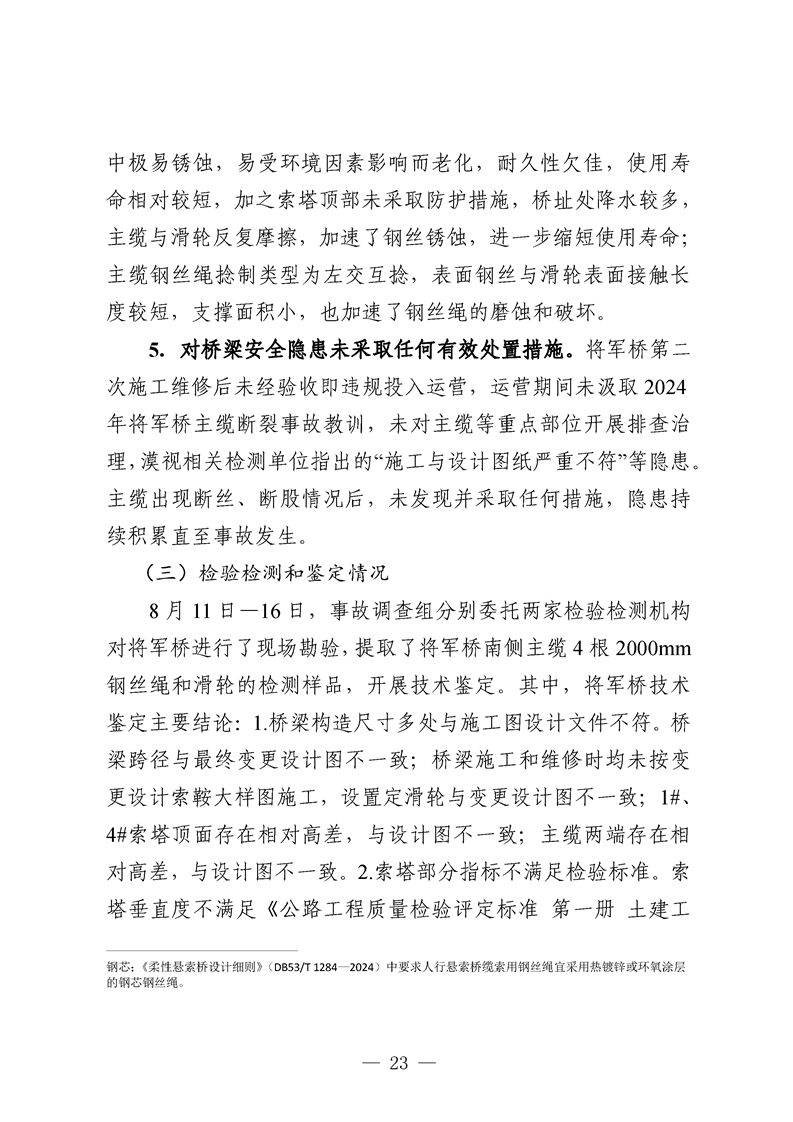 中极易锈蚀，易受环境因素影响而老化，耐久性欠佳，使用寿
命相对较短，加之索塔顶部未采取防护措施，桥址处降水较多，
主缆与滑轮反复摩擦，加速了钢丝锈蚀，进一步缩短使用寿命；
主缆钢丝绳捻制类型为左交互捻，表面钢丝与滑轮表面接触长
度较短，支撑面积小，也加速了钢丝绳的磨蚀和破坏。
5. 对桥梁安全隐患未采取任何有效处置措施。将军桥第二
次施工维修后未经验收即违规投入运营，运营期间未汲取 2024
年将军桥主缆断裂事故教训，未对主缆等重点部位开展排查治
理，漠视相关检测单位指出的“施工与设计图纸严重不符”等隐患。
主缆出现断丝、断股情况后，未发现并采取任何措施，隐患持
续积累直至事故发生。
（三）检验检测和鉴定情况
8 月 11 日—16 日，事故调查组分别委托两家检验检测机构
对将军桥进行了现场勘验，提取了将军桥南侧主缆 4 根 2000mm
钢丝绳和滑轮的检测样品，开展技术鉴定。其中，将军桥技术
鉴定主要结论：1.桥梁构造尺寸多处与施工图设计文件不符。桥
梁跨径与最终变更设计图不一致；桥梁施工和维修时均未按变
更设计索鞍大样图施工，设置定滑轮与变更设计图不一致；1#、
4#索塔顶面存在相对高差，与设计图不一致；主缆两端存在相
对高差，与设计图不一致。2.索塔部分指标不满足检验标准。索
塔垂直度不满足《公路工程质量检验评定标准 第一册 土建工
钢芯；《柔性悬索桥设计细则》（DB53/T 1284—2024）中要求人行悬索桥缆索用钢丝绳宜采用热镀锌或环氧涂层
的钢芯钢丝绳。
— 23 —